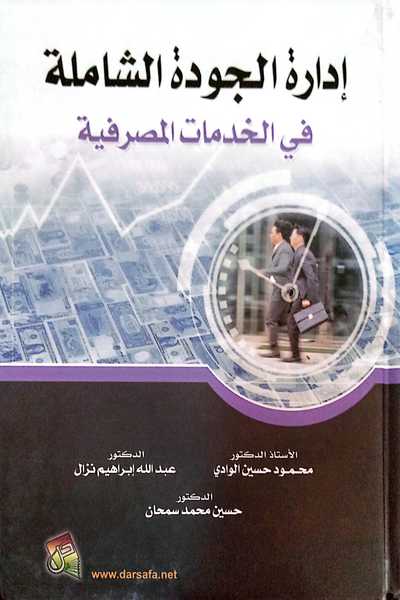 إدارة الجودة الشاملة
في الخدمات المصرفية
الأستاذ الدكتور
محمود حسين الوادي
الدكتور
عبد الله إبراهيم نزال
الدكتور
حسين محمد سمحان
www.darsafa.net